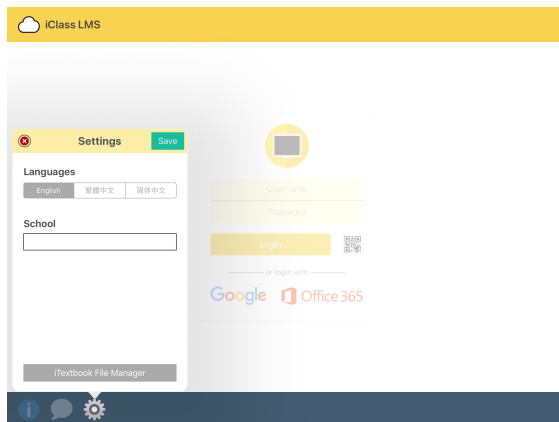 iClass LMS
Settings
Save
Languages
English
繁體中文
简体中文
School
iTextbook File Manager
Username
Password
Login
or login with
Google
Office 365